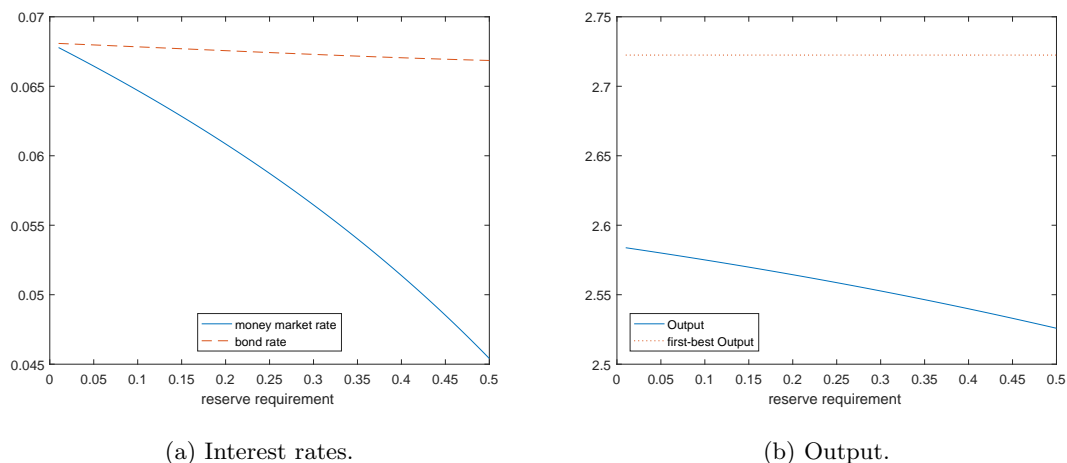 0.07
0.065
0.06
0.055
0.05
0.045
0 0.05 0.1 0.15 0.2 0.25 0.3 0.35 0.4 0.45 0.5
reserve requirement
money market rate
bond rate
(a) Interest rates.
2.75
2.7
2.65
2.6
2.55
2.5
0 0.05 0.1 0.15 0.2 0.25 0.3 0.35 0.4 0.45 0.5
reserve requirement
Output
first-best Output
(b) Output.